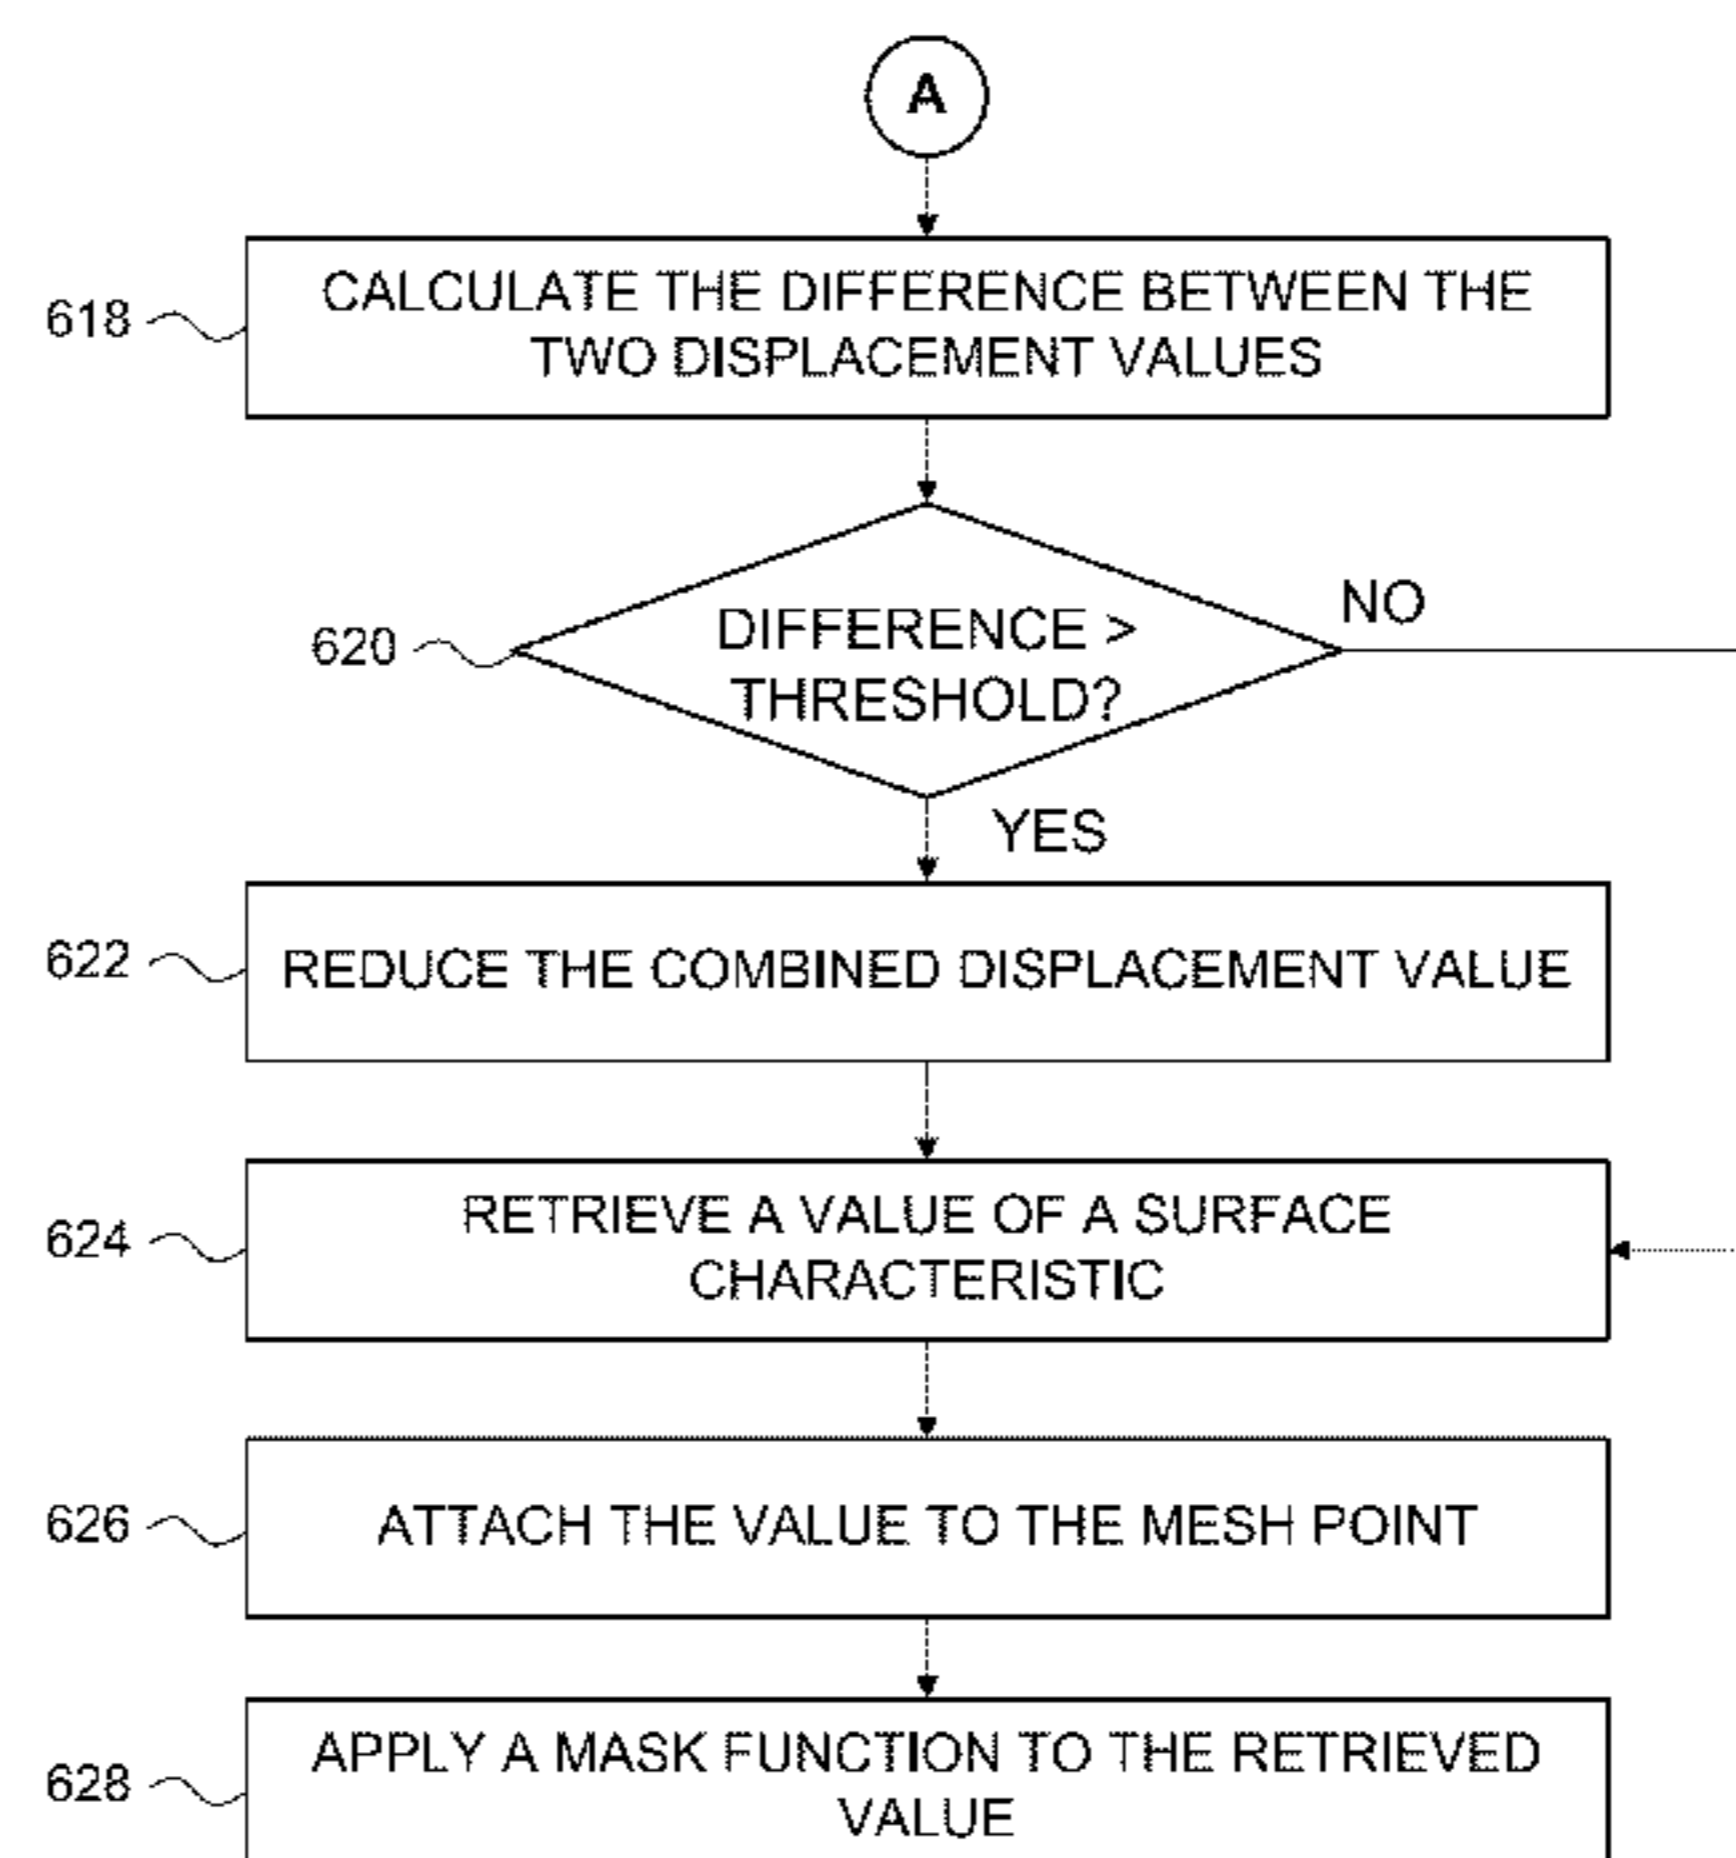 A
618
CALCULATE THE DIFFERENCE BETWEEN THE
TWO DISPLACEMENT VALUES
620
DIFFERENCE >
THRESHOLD?
NO
YES
622
REDUCE THE COMBINED DISPLACEMENT VALUE
624
RETRIEVE A VALUE OF A SURFACE
CHARACTERISTIC
626
ATTACH THE VALUE TO THE MESH POINT
628
APPLY A MASK FUNCTION TO THE RETRIEVED
VALUE